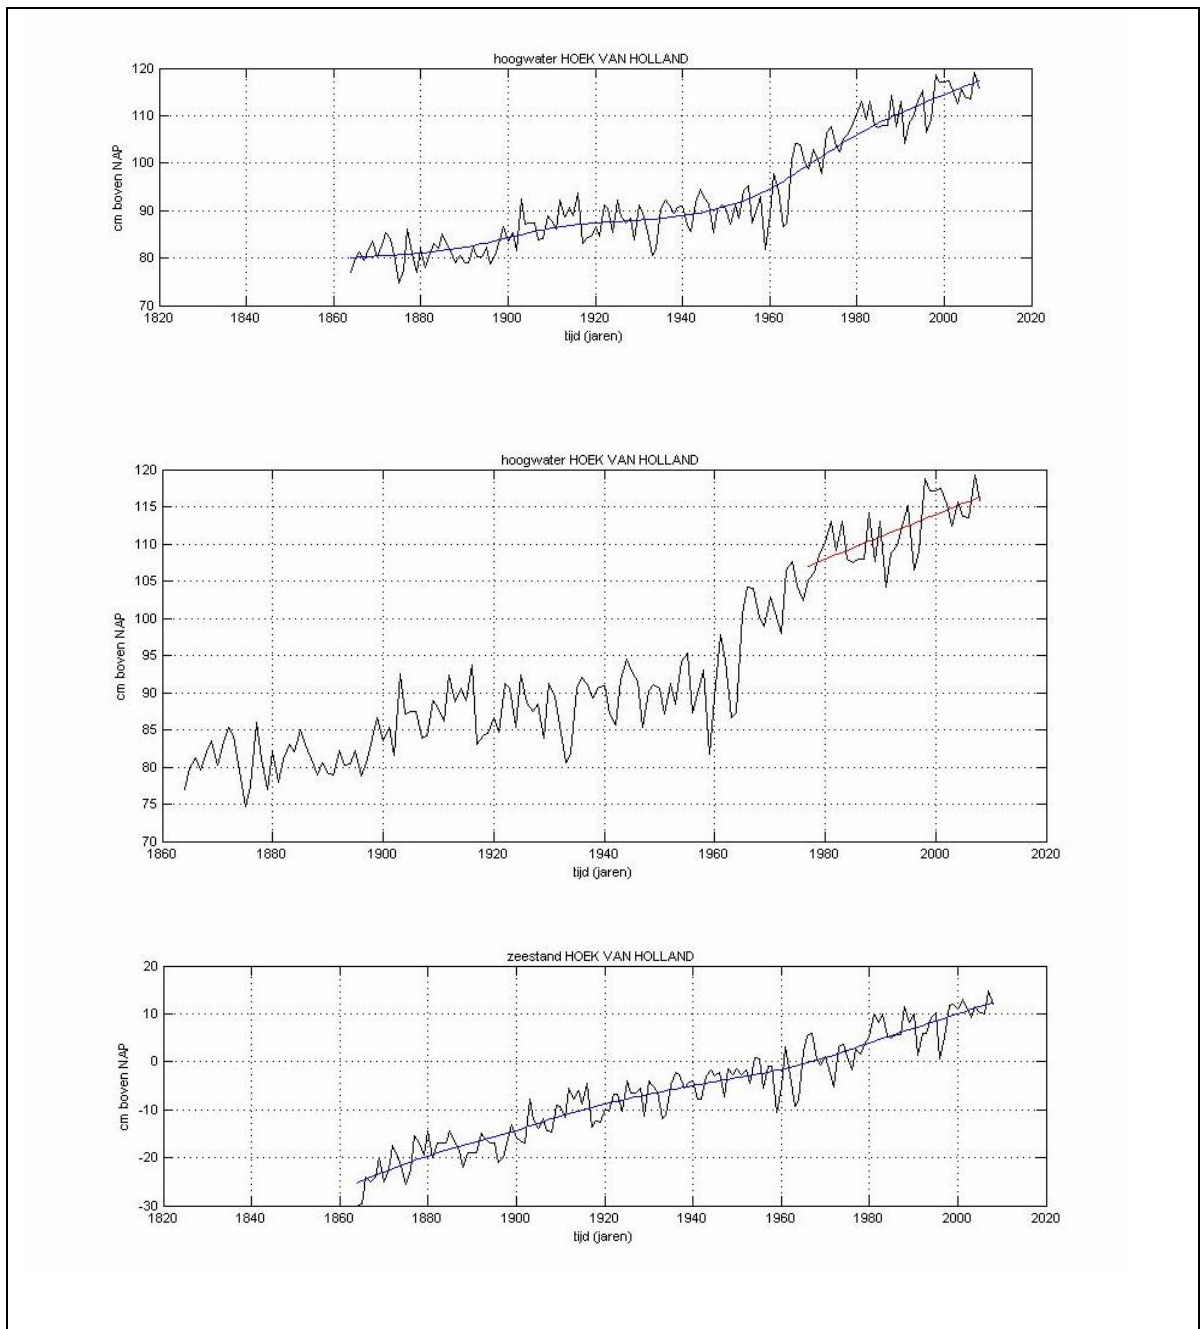 hoogwater HOEK VAN HOLLAND
120
110
100
90
80
70
cm boven NAP
1820 1840 1860 1880 1900 1920 1940 1960 1980 2000 2020
tijd (jaren)
hoogwater HOEK VAN HOLLAND
120
115
110
105
100
95
90
85
80
75
70
cm boven NAP
1860 1880 1900 1920 1940 1960 1980 2000 2020
tijd (jaren)
zeestand HOEK VAN HOLLAND
20
10
0
-10
-20
-30
cm boven NAP
1820 1840 1860 1880 1900 1920 1940 1960 1980 2000 2020
tijd (jaren)